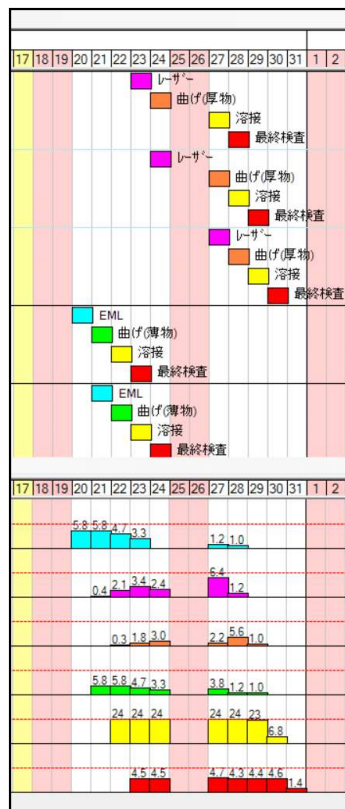 17 18 19 20 21 22 23 24 25 26 27 28 29 30 31 1 2
レーザー
曲げ(厚物)
溶接
最終検査
レーザー
曲げ(厚物)
溶接
最終検査
レーザー
曲げ(厚物)
溶接
最終検査
EML
曲げ(薄物)
溶接
最終検査
EML
曲げ(薄物)
溶接
最終検査
17 18 19 20 21 22 23 24 25 26 27 28 29 30 31 1 2
5.8 5.8 4.7 3.3 1.2 1.0
0.4 2.1 3.4 2.4 6.4 1.2
0.3 1.8 3.0 2.2 5.6 1.0
5.8 5.8 4.7 3.3 3.8 1.2 1.0
24 24 24 24 24 23 6.8
4.5 4.5 4.7 4.3 4.4 4.6 1.4